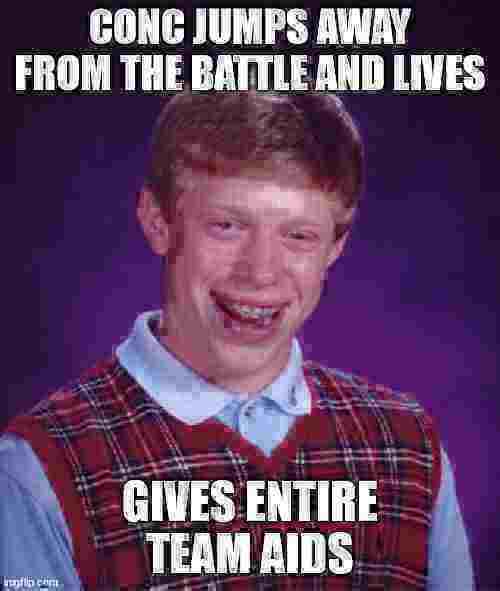 CONC JUMPS AWAY
FROM THE BATTLE AND LIVES
GIVES ENTIRE
TEAM AIDS
imgflip.com